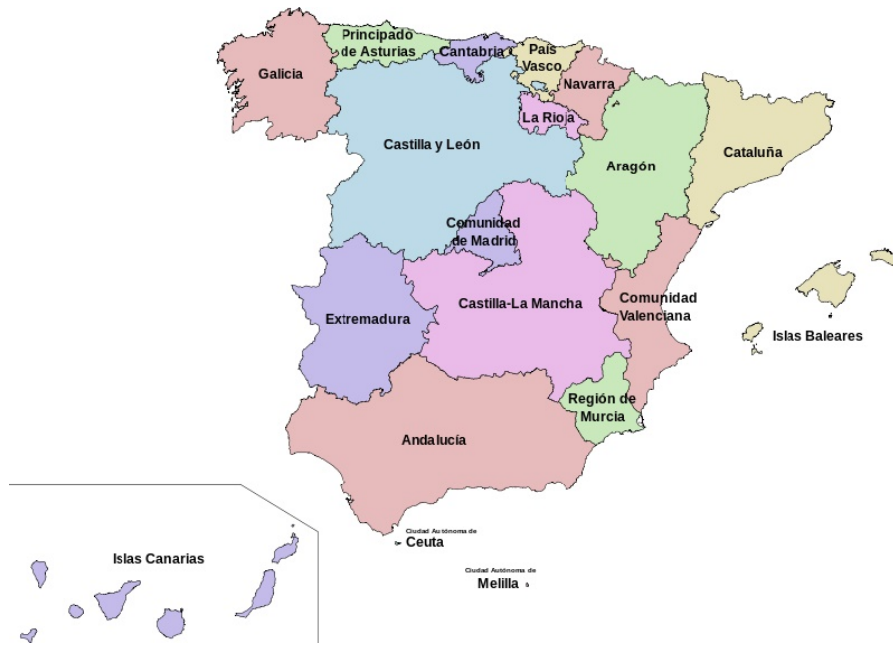 Principado
de Asturias
Cantabria
País
Vasco
Galicia
Navarra
La Rioja
Castilla y León
Cataluña
Aragón
Comunidad
de Madrid
Castilla-La Mancha
Comunidad
Valenciana
Extremadura
Islas Baleares
Región de
Murcia
Andalucía
Ciudad Autónoma de
Ceuta
Islas Canarias
Ciudad Autónoma de
Melilla